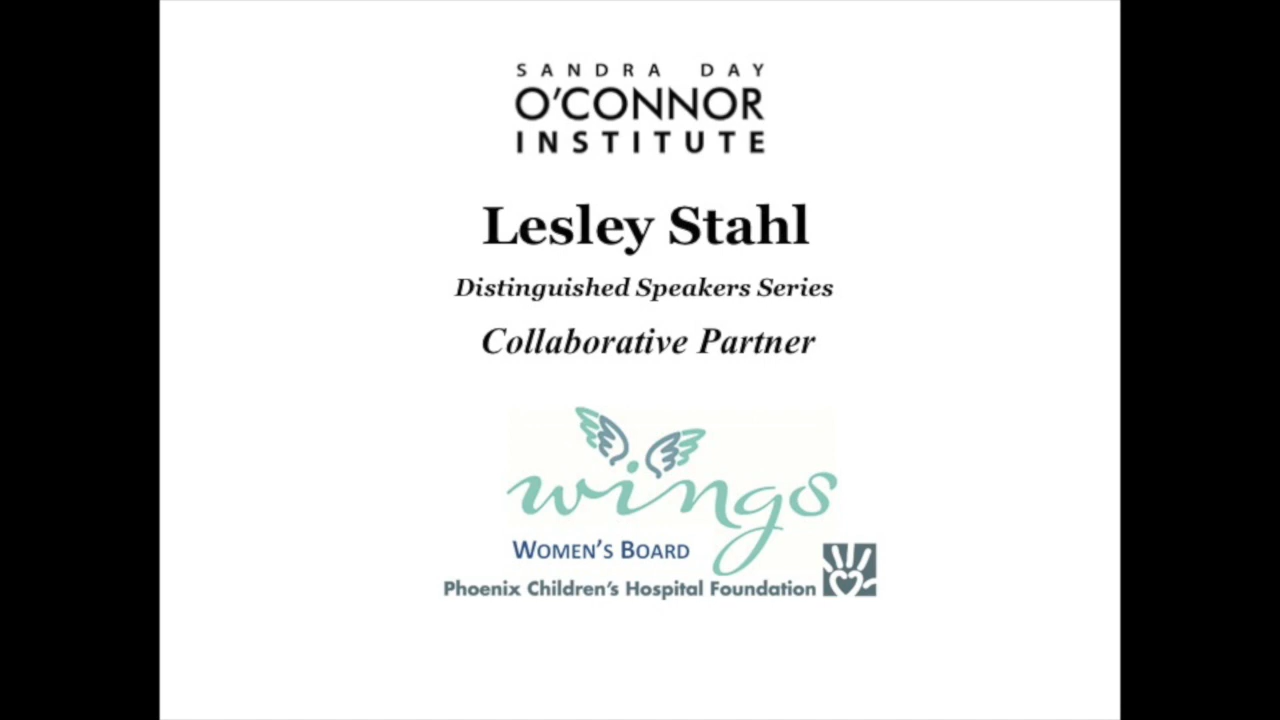 SANDRA DAY
O'CONNOR
INSTITUTE
Lesley Stahl
Distinguished Speakers Series
Collaborative Partner
wings
WOMEN'S BOARD
Phoenix Children's Hospital Foundation